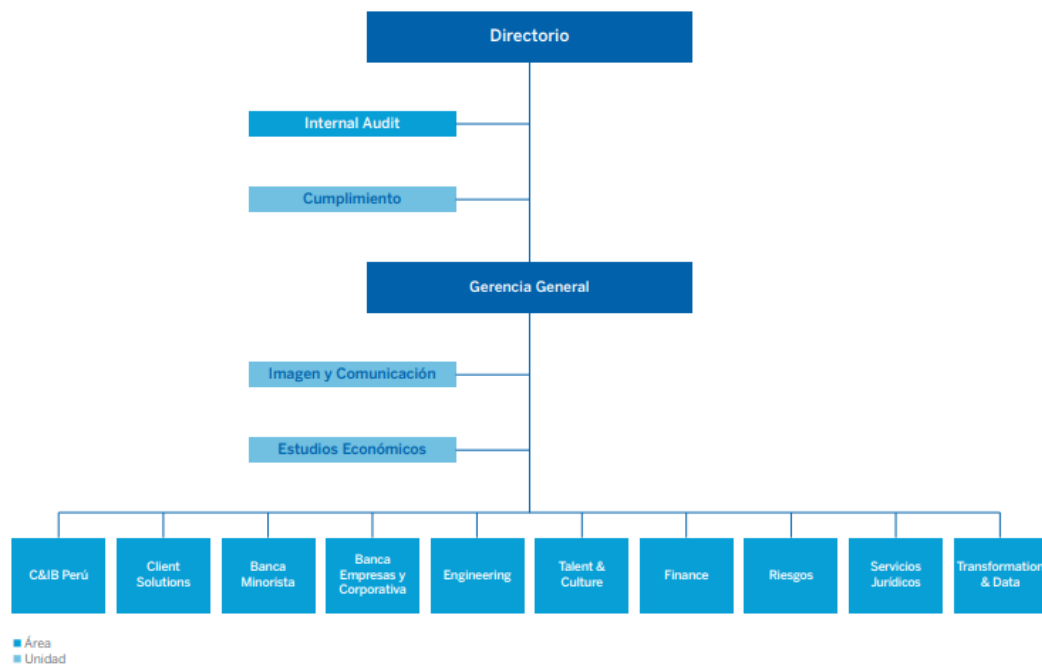 Directorio
Internal Audit
Cumplimiento
Gerencia General
Imagen y Comunicación
Estudios Económicos
C&IB Perú
Client
Solutions
Banca
Minorista
Banca
Empresas y
Corporativa
Engineering
Talent &
Culture
Finance
Riesgos
Servicios
Jurídicos
Transformation
& Data
Área
Unidad